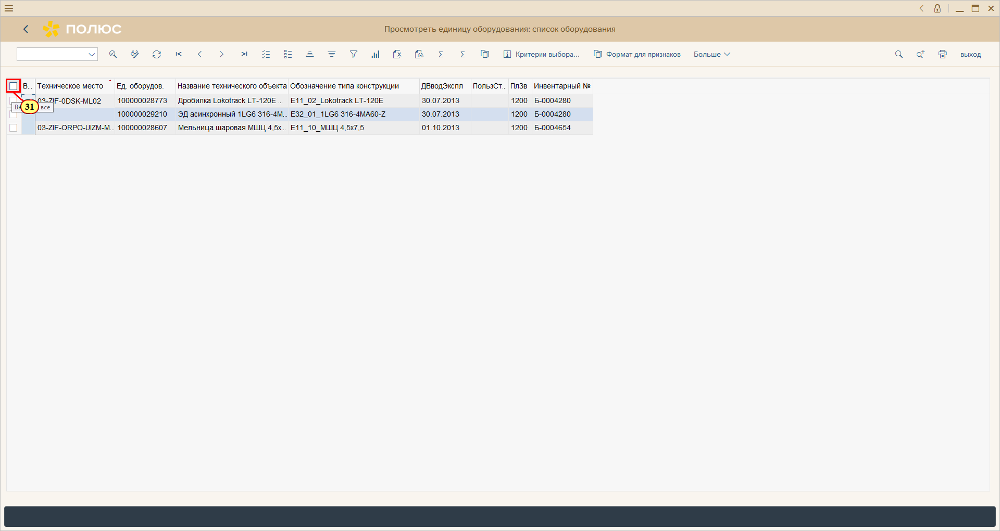 ПОЛЮС
Просмотреть единицу оборудования: список оборудования
Критерии выбора... Формат для признаков Больше выход
В... Техническое место Ед. оборудов. Название технического объекта Обозначение типа конструкции ДВводЭкспл ПользСт... ПлЗв Инвентарный №
03-ZIF-0DSK-ML02 100000028773 Дробилка Lokotrack LT-120E ... E11_02_Lokotrack LT-120E 30.07.2013 1200 Б-0004280
31 все
100000029210 ЭД асинхронный 1LG6 316-4М... E32_01_1LG6 316-4MA60-Z 30.07.2013 1200 Б-0004280
03-ZIF-ORPO-UIZM-M... 100000028607 Мельница шаровая МШЦ 4,5х... E11_10_МШЦ 4,5х7,5 01.10.2013 1200 Б-0004654